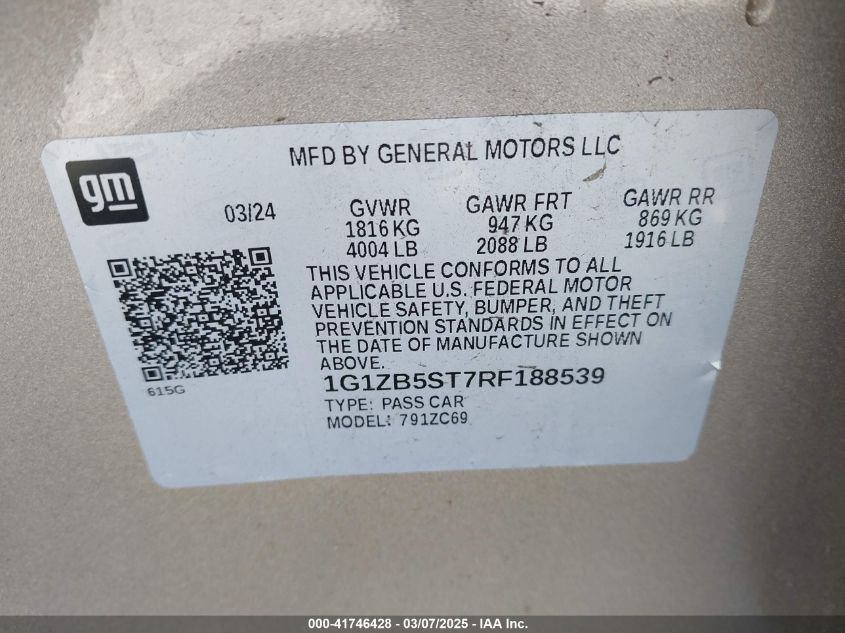 MFD BY GENERAL MOTORS LLC
gm
03/24
GVWR
1816 KG
4004 LB
GAWR FRT
947 KG
2088 LB
GAWR RR
869 KG
1916 LB
THIS VEHICLE CONFORMS TO ALL
APPLICABLE U.S. FEDERAL MOTOR
VEHICLE SAFETY, BUMPER, AND THEFT
PREVENTION STANDARDS IN EFFECT ON
THE DATE OF MANUFACTURE SHOWN
ABOVE.
615G
1G1ZB5ST7RF188539
TYPE: PASS CAR
MODEL: 791ZC69
000-41746428 - 03/07/2025 - IAA Inc.